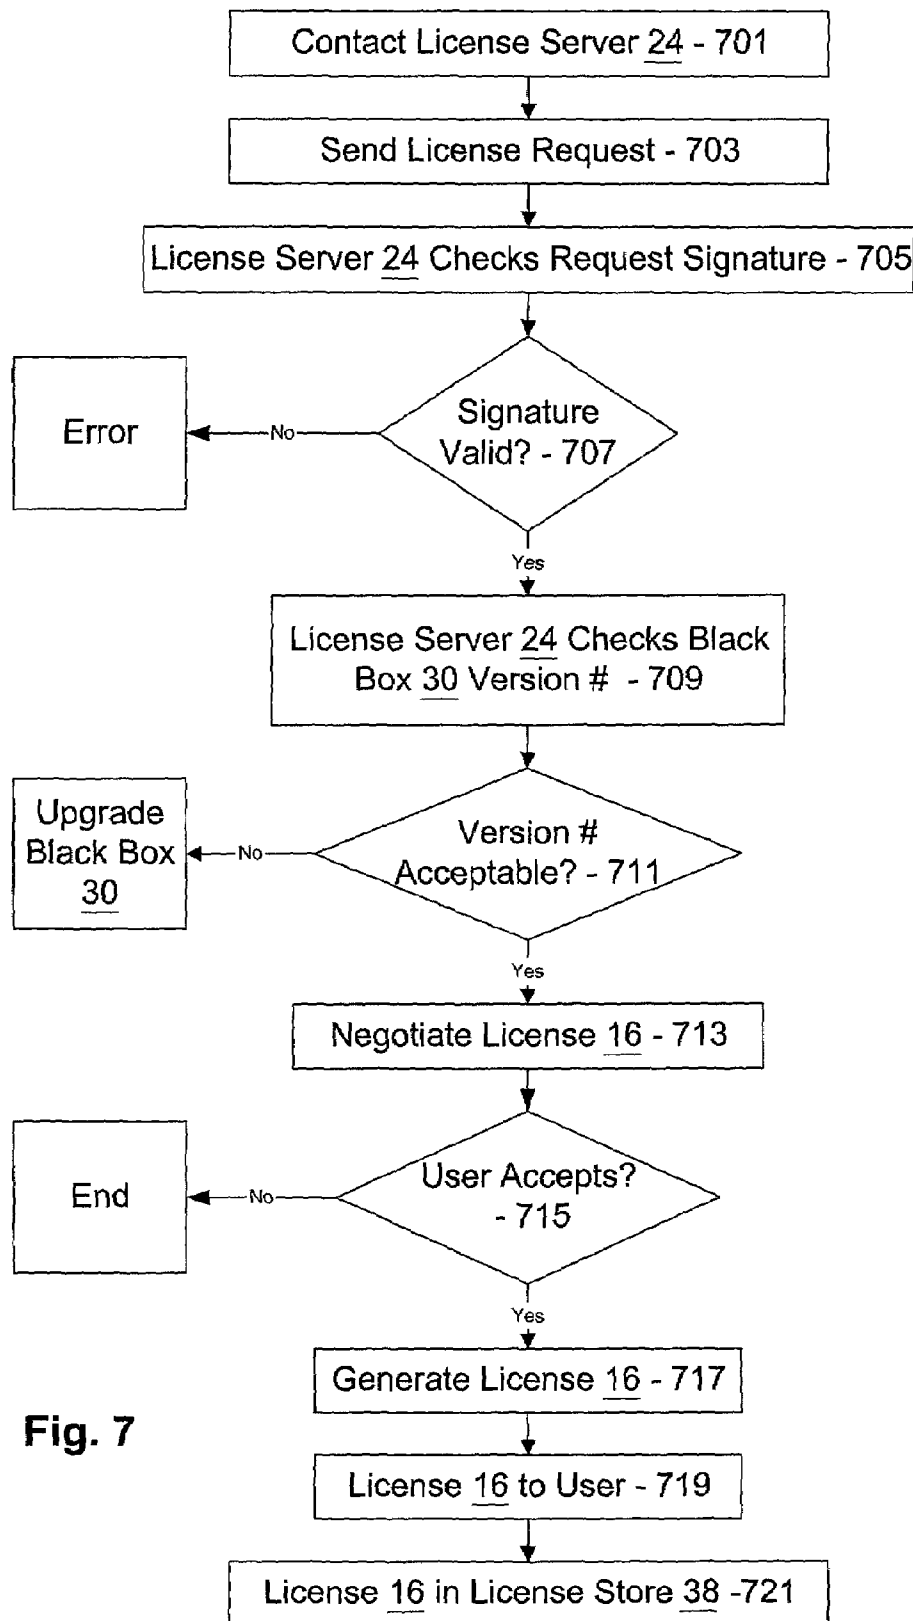 Contact License Server 24 - 701
Send License Request - 703
License Server 24 Checks Request Signature - 705
Signature
Valid? - 707
No
Error
Yes
License Server 24 Checks Black
Box 30 Version # - 709
Version #
Acceptable? - 711
No
Upgrade
Black Box
30
Yes
Negotiate License 16 - 713
User Accepts?
- 715
No
End
Yes
Generate License 16 - 717
License 16 to User - 719
License 16 in License Store 38 -721
Fig. 7